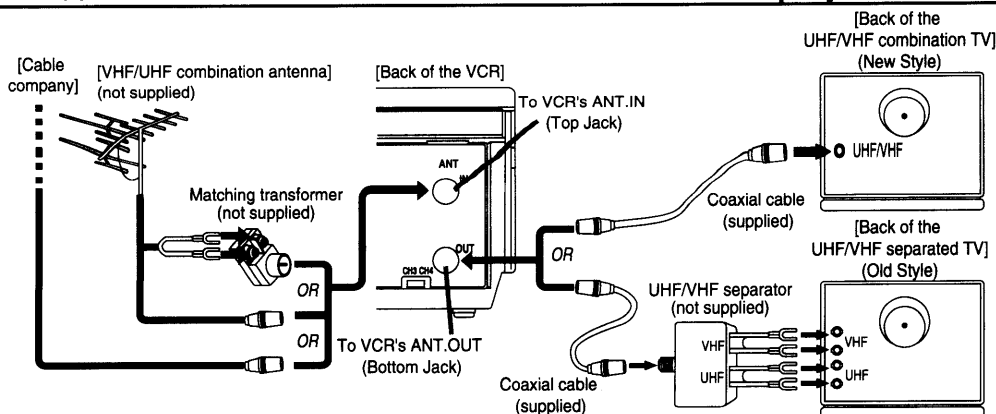 [Back of the
UHF/VHF combination TV]
(New Style)
[Cable
company]
[VHF/UHF combination antenna]
(not supplied)
[Back of the VCR]
To VCR's ANT.IN
(Top Jack)
ANT
IN
UHF/VHF
Matching transformer
(not supplied)
Coaxial cable
(supplied)
OUT
CH3 CH4
OR
OR
OR
[Back of the
UHF/VHF separated TV]
(Old Style)
UHF/VHF separator
(not supplied)
VHF
UHF
VHF
UHF
To VCR's ANT.OUT
(Bottom Jack)
Coaxial cable
(supplied)